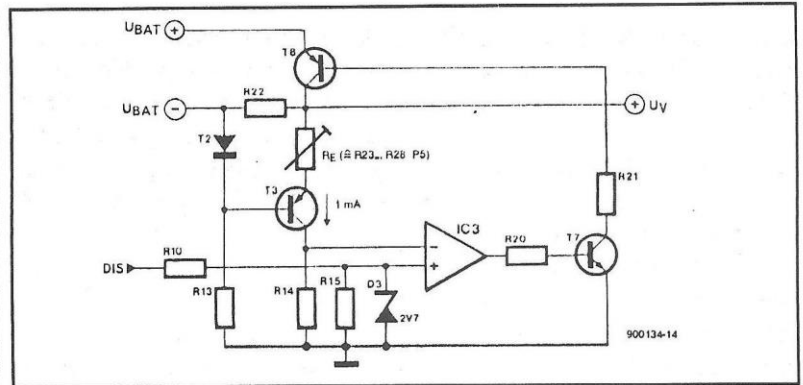 UBAT +
T8
R22
UBAT −
+ UV
T2
RE (≙ R23... R28 P5)
R21
T3
1 mA
IC3
R20
T7
−
+
R10
DIS
R13
R14
R15
D3
2V7
900134-14